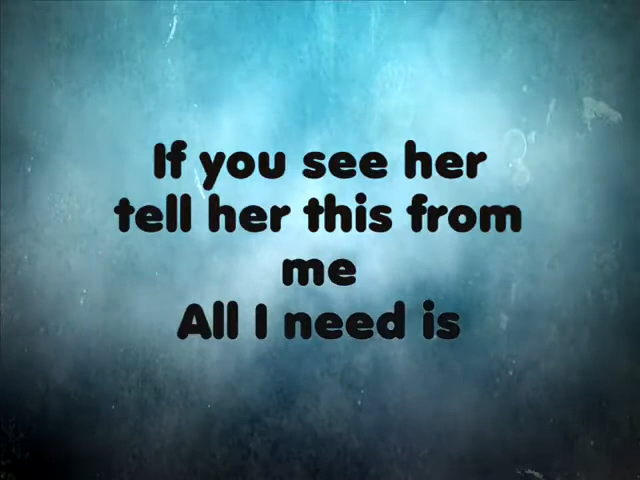 If you see her
tell her this from
me
All I need is